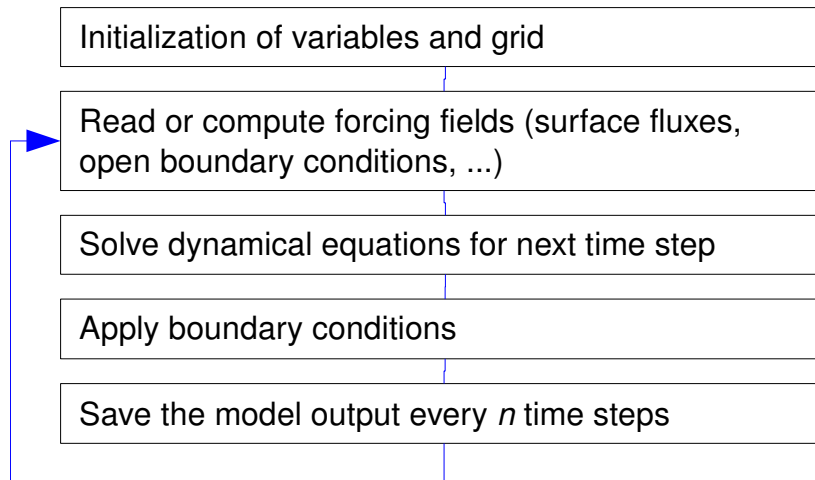 Initialization of variables and grid
Read or compute forcing fields (surface fluxes,
open boundary conditions, ...)
Solve dynamical equations for next time step
Apply boundary conditions
Save the model output every n time steps